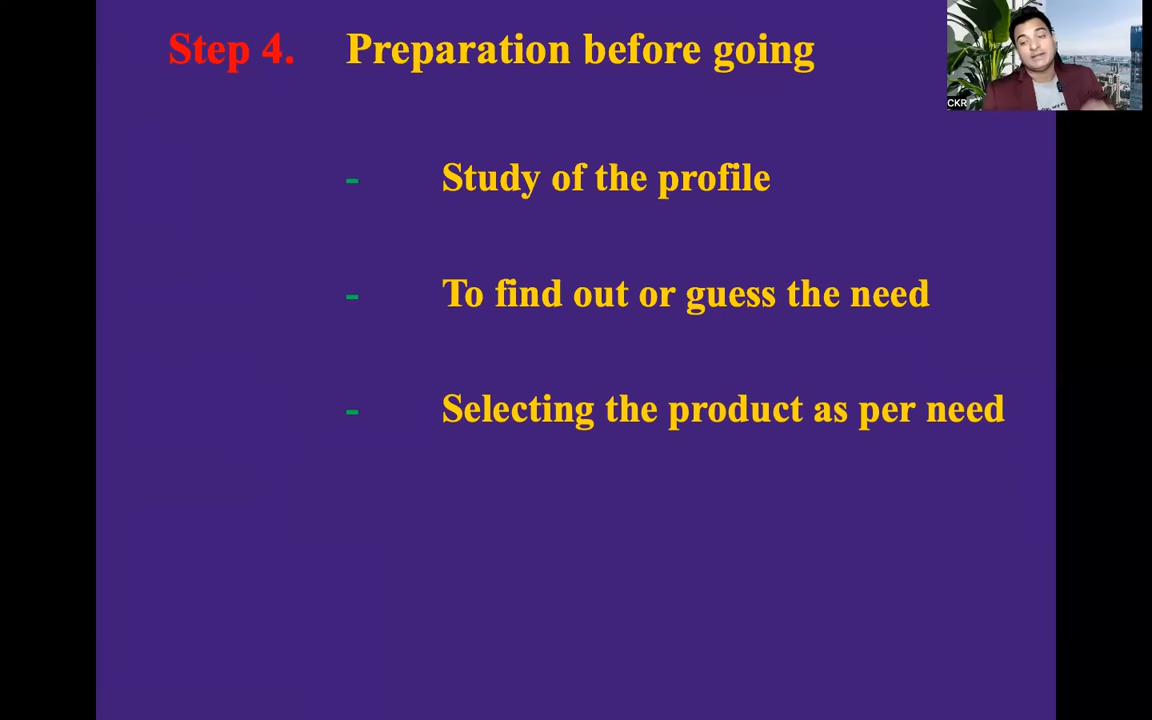 Step 4. Preparation before going
- Study of the profile
- To find out or guess the need
- Selecting the product as per need
CKR